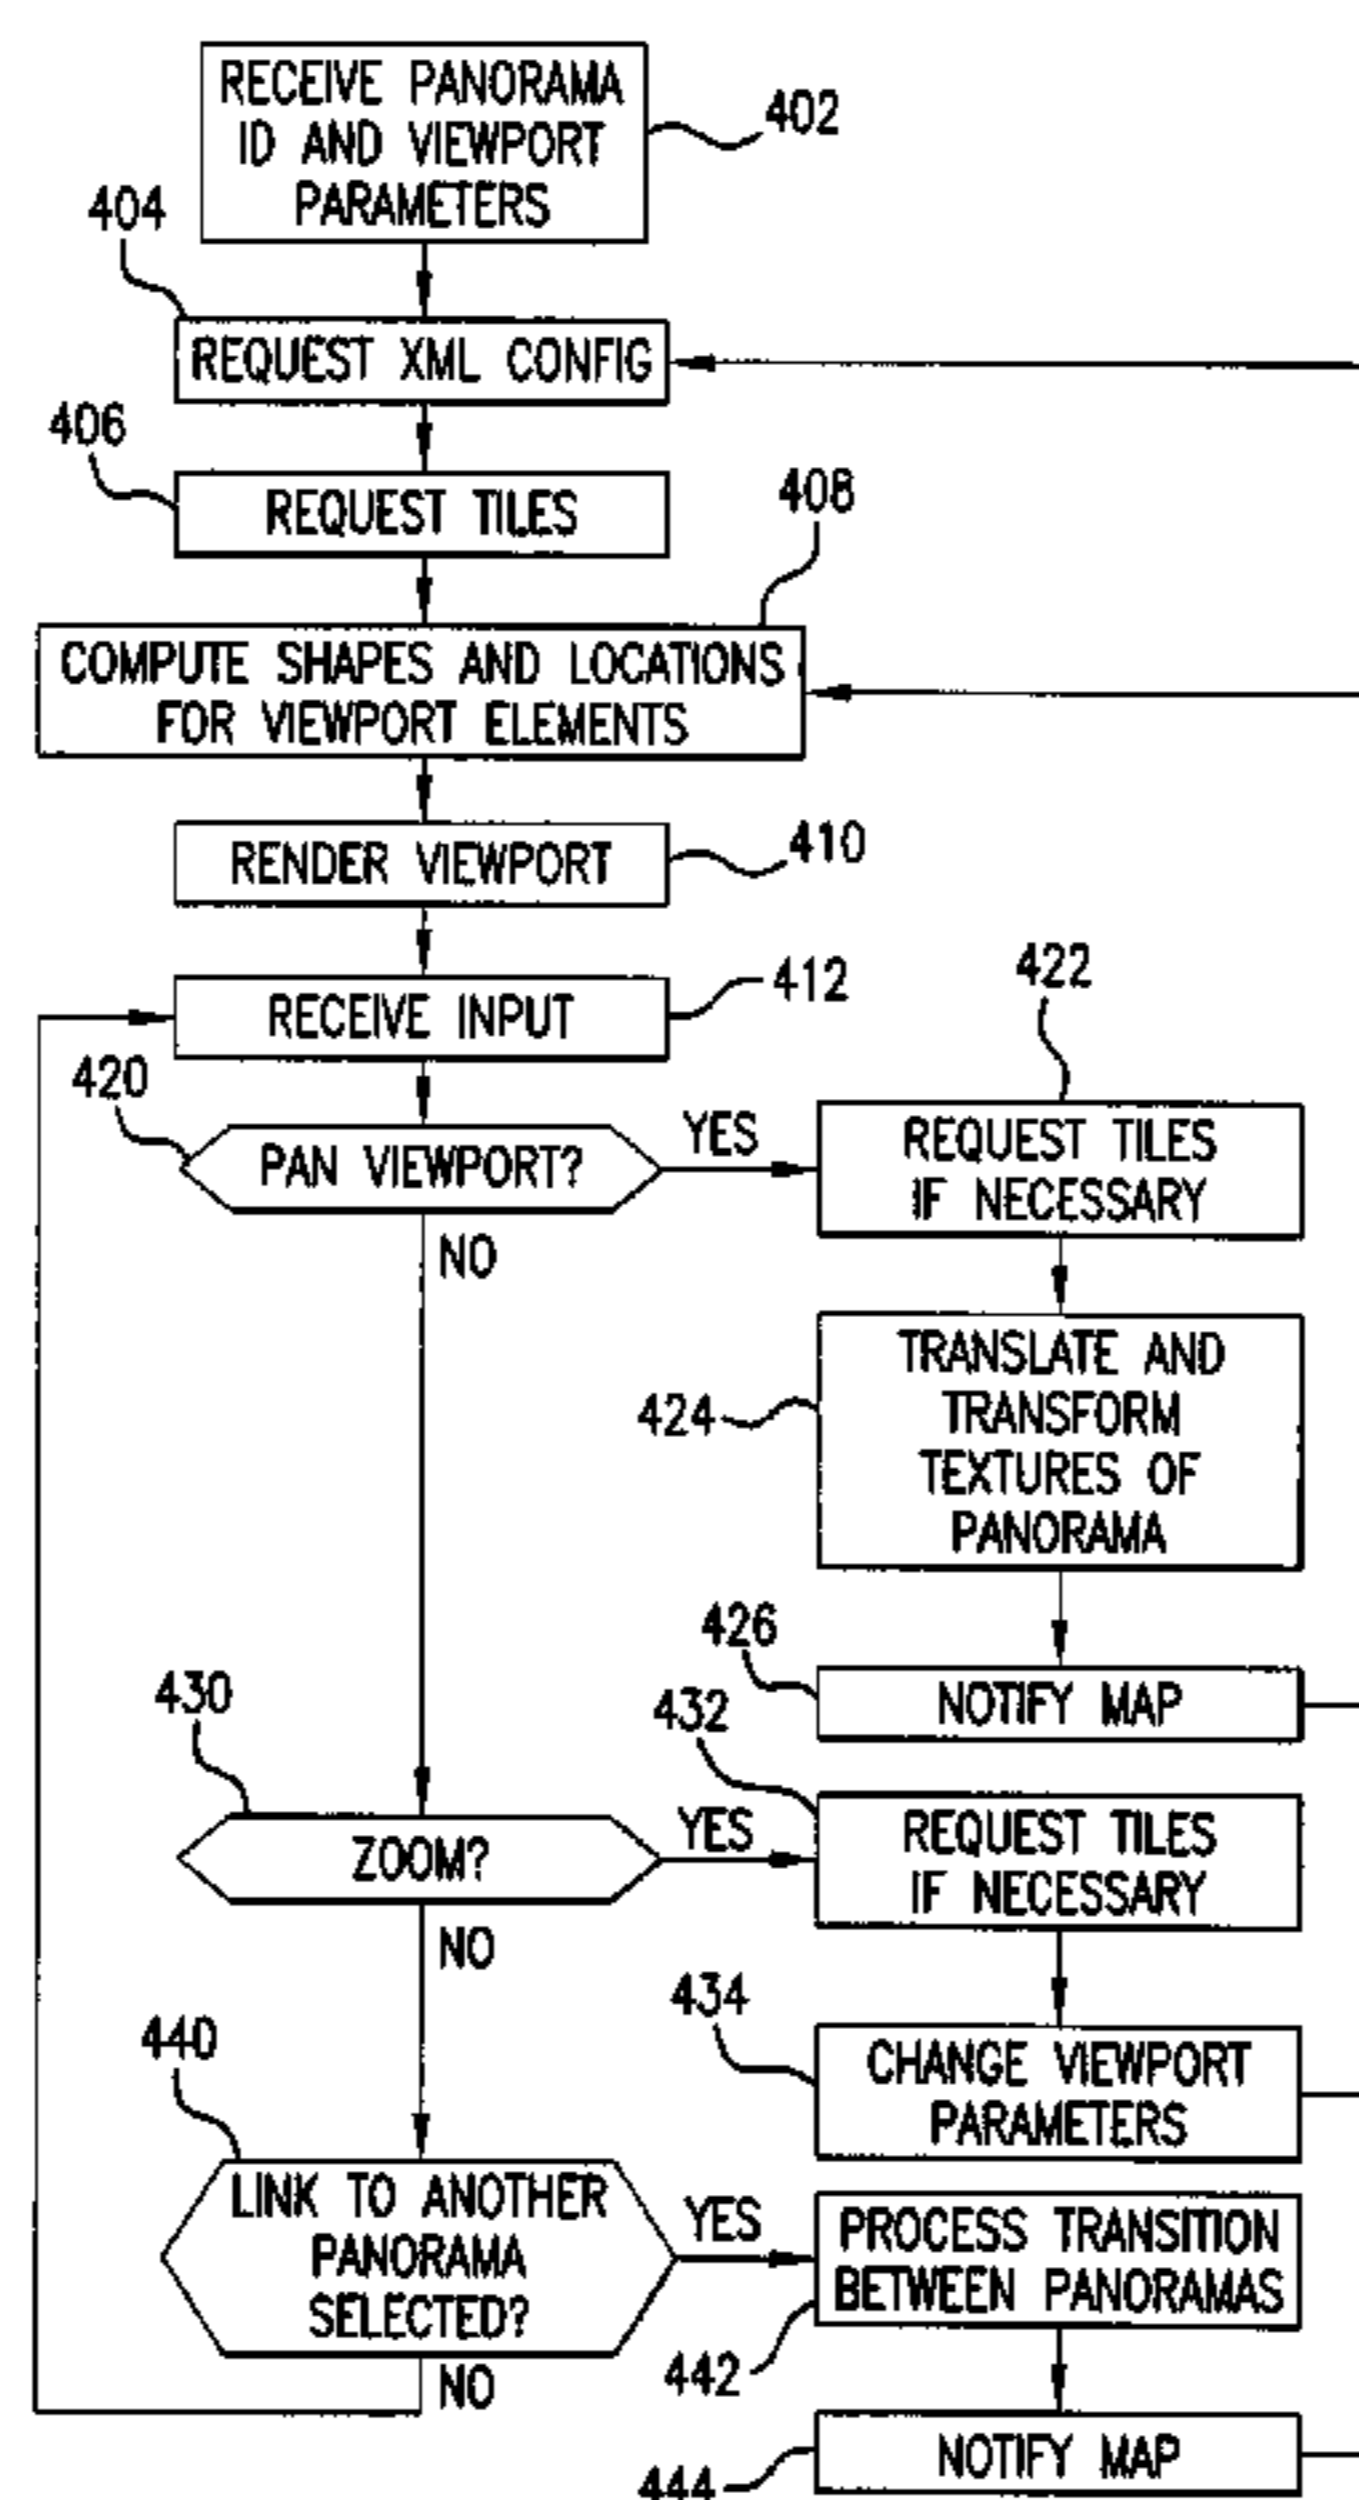 RECEIVE PANORAMA
ID AND VIEWPORT
PARAMETERS
402
404
REQUEST XML CONFIG
406
REQUEST TILES
408
COMPUTE SHAPES AND LOCATIONS
FOR VIEWPORT ELEMENTS
RENDER VIEWPORT
410
RECEIVE INPUT
412
420
PAN VIEWPORT?
YES
NO
422
REQUEST TILES
IF NECESSARY
424
TRANSLATE AND
TRANSFORM
TEXTURES OF
PANORAMA
426
NOTIFY MAP
430
ZOOM?
YES
NO
432
REQUEST TILES
IF NECESSARY
434
CHANGE VIEWPORT
PARAMETERS
440
LINK TO ANOTHER
PANORAMA
SELECTED?
YES
NO
PROCESS TRANSITION
BETWEEN PANORAMAS
442
NOTIFY MAP
444